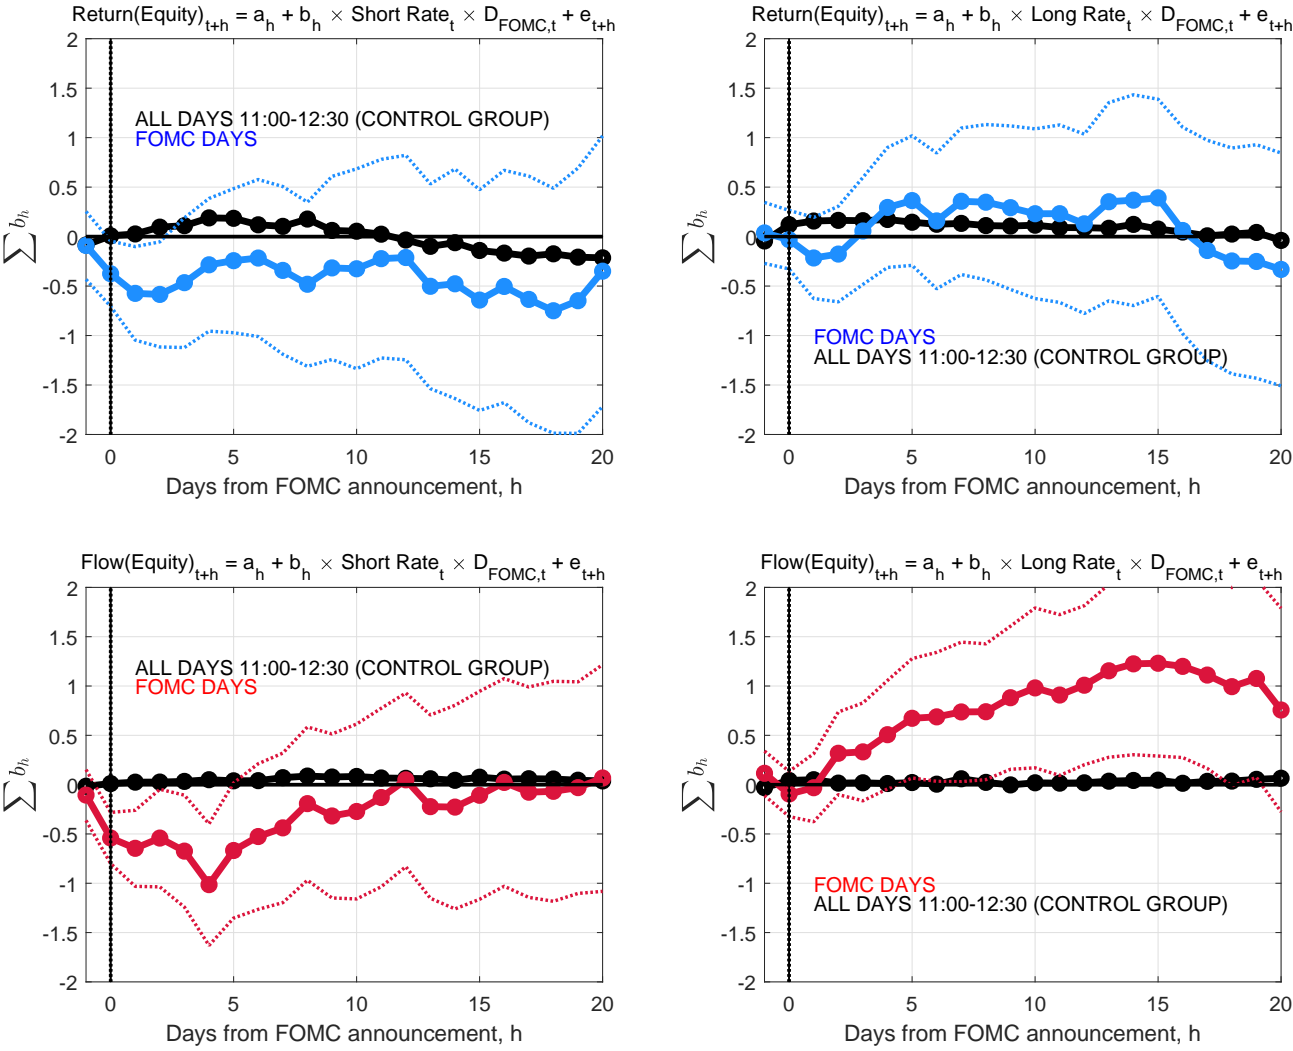 Return(Equity)t+h = ah + bh × Short Ratet × DFOMC,t + et+h
2
1.5
1
0.5
0
-0.5
-1
-1.5
-2
∑ bh
ALL DAYS 11:00-12:30 (CONTROL GROUP)
FOMC DAYS
0 5 10 15 20
Days from FOMC announcement, h
Return(Equity)t+h = ah + bh × Long Ratet × DFOMC,t + et+h
2
1.5
1
0.5
0
-0.5
-1
-1.5
-2
∑ bh
FOMC DAYS
ALL DAYS 11:00-12:30 (CONTROL GROUP)
0 5 10 15 20
Days from FOMC announcement, h
Flow(Equity)t+h = ah + bh × Short Ratet × DFOMC,t + et+h
2
1.5
1
0.5
0
-0.5
-1
-1.5
-2
∑ bh
ALL DAYS 11:00-12:30 (CONTROL GROUP)
FOMC DAYS
0 5 10 15 20
Days from FOMC announcement, h
Flow(Equity)t+h = ah + bh × Long Ratet × DFOMC,t + et+h
2
1.5
1
0.5
0
-0.5
-1
-1.5
-2
∑ bh
FOMC DAYS
ALL DAYS 11:00-12:30 (CONTROL GROUP)
0 5 10 15 20
Days from FOMC announcement, h